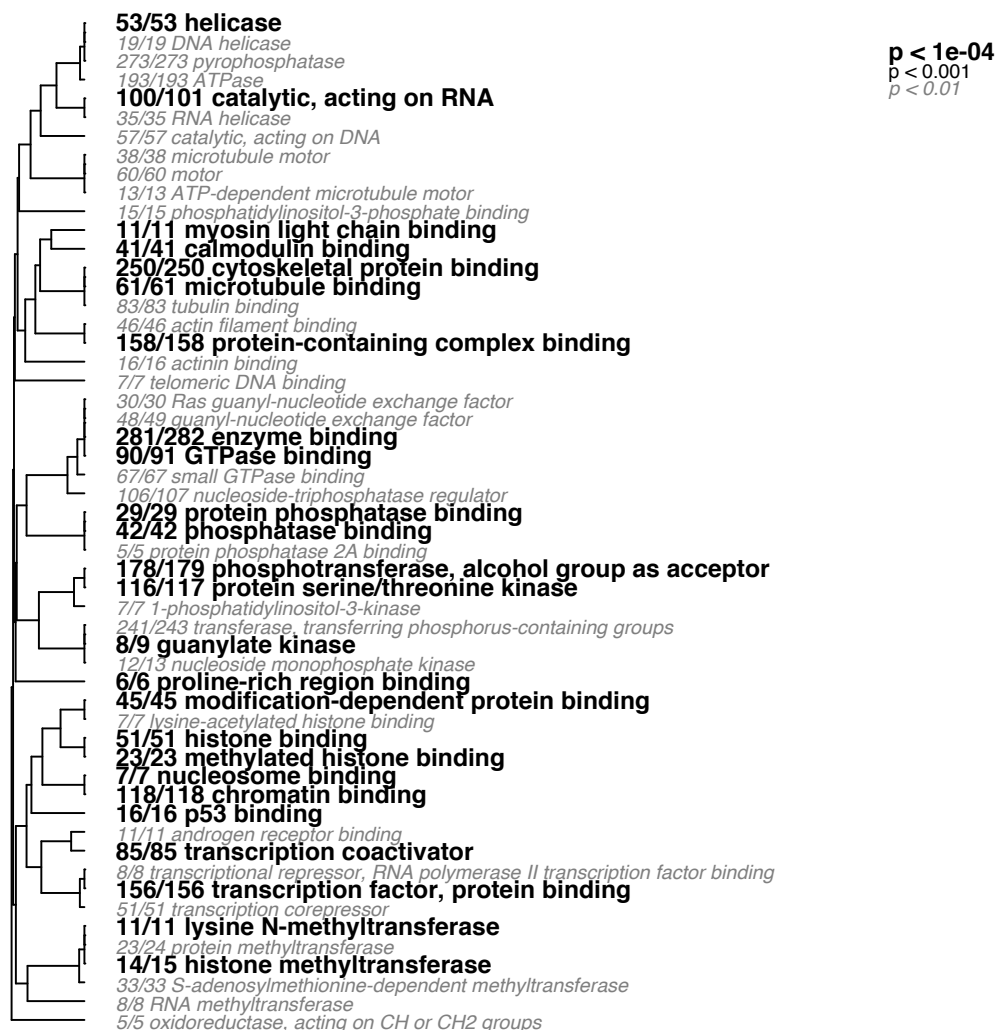 53/53 helicase
19/19 DNA helicase
273/273 pyrophosphatase
193/193 ATPase
100/101 catalytic, acting on RNA
35/35 RNA helicase
57/57 catalytic, acting on DNA
38/38 microtubule motor
60/60 motor
13/13 ATP-dependent microtubule motor
15/15 phosphatidylinositol-3-phosphate binding
11/11 myosin light chain binding
41/41 calmodulin binding
250/250 cytoskeletal protein binding
61/61 microtubule binding
83/83 tubulin binding
46/46 actin filament binding
158/158 protein-containing complex binding
16/16 actinin binding
7/7 telomeric DNA binding
30/30 Ras guanyl-nucleotide exchange factor
48/49 guanyl-nucleotide exchange factor
281/282 enzyme binding
90/91 GTPase binding
67/67 small GTPase binding
106/107 nucleoside-triphosphatase regulator
29/29 protein phosphatase binding
42/42 phosphatase binding
5/5 protein phosphatase 2A binding
178/179 phosphotransferase, alcohol group as acceptor
116/117 protein serine/threonine kinase
7/7 1-phosphatidylinositol-3-kinase
241/243 transferase, transferring phosphorus-containing groups
8/9 guanylate kinase
12/13 nucleoside monophosphate kinase
6/6 proline-rich region binding
45/45 modification-dependent protein binding
7/7 lysine-acetylated histone binding
51/51 histone binding
23/23 methylated histone binding
7/7 nucleosome binding
118/118 chromatin binding
16/16 p53 binding
11/11 androgen receptor binding
85/85 transcription coactivator
8/8 transcriptional repressor, RNA polymerase II transcription factor binding
156/156 transcription factor, protein binding
51/51 transcription corepressor
11/11 lysine N-methyltransferase
23/24 protein methyltransferase
14/15 histone methyltransferase
33/33 S-adenosylmethionine-dependent methyltransferase
8/8 RNA methyltransferase
5/5 oxidoreductase, acting on CH or CH2 groups
p < 1e-04
p < 0.001
p < 0.01